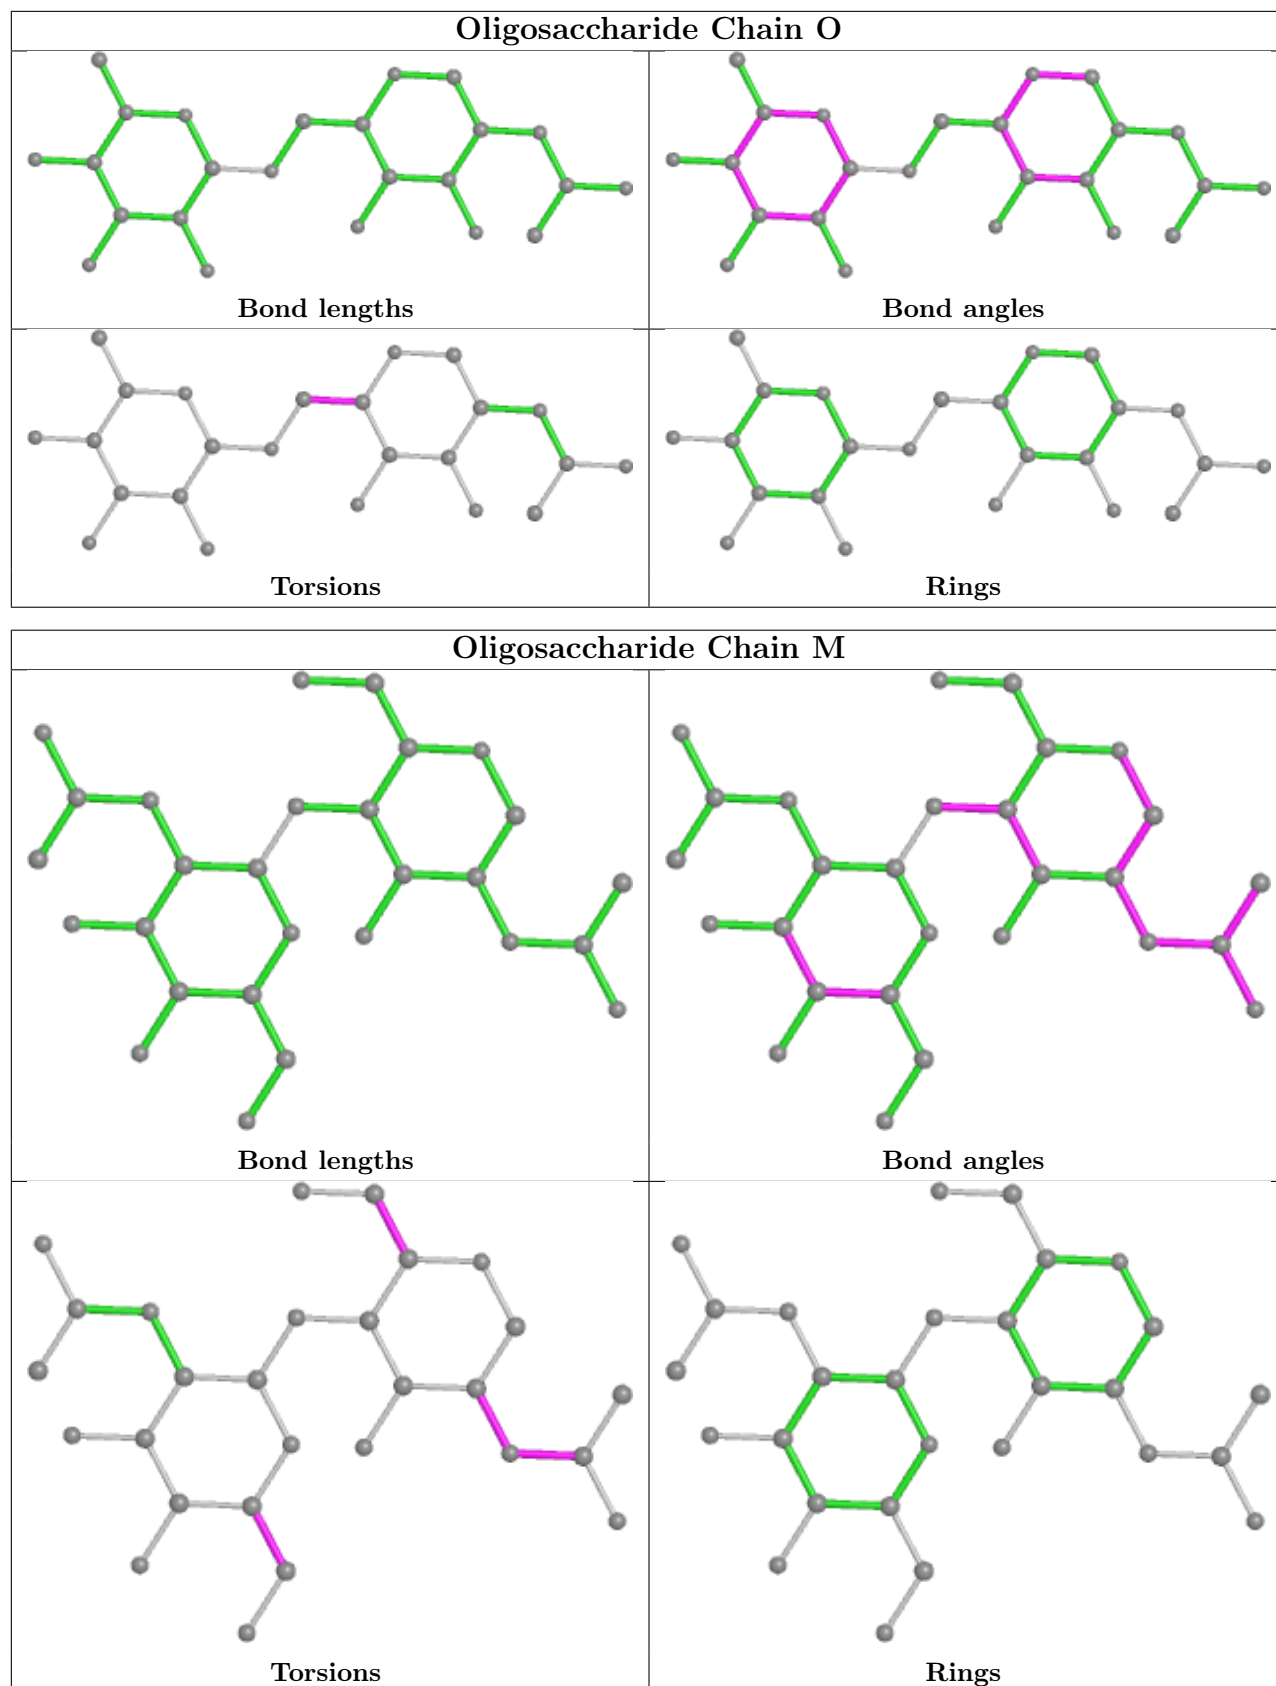 Oligosaccharide Chain O
Bond lengths
Bond angles
Torsions
Rings
Oligosaccharide Chain M
Bond lengths
Bond angles
Torsions
Rings